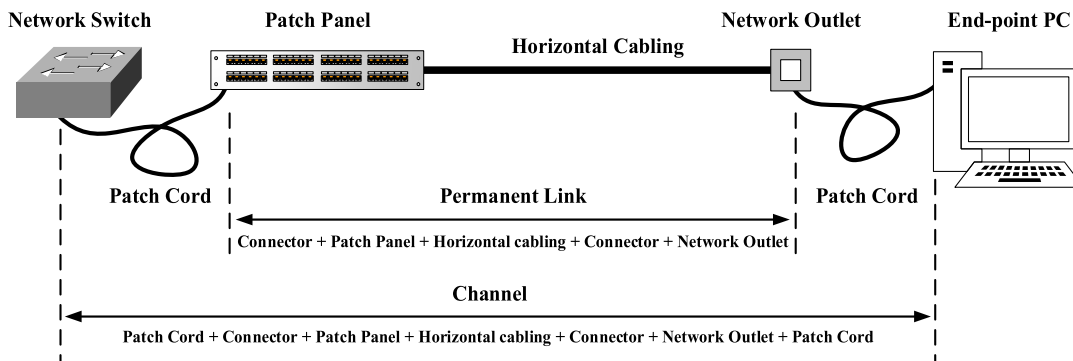 Network Switch
Patch Panel
Network Outlet
End-point PC
Horizontal Cabling
Patch Cord
Permanent Link
Patch Cord
Connector + Patch Panel + Horizontal cabling + Connector + Network Outlet
Channel
Patch Cord + Connector + Patch Panel + Horizontal cabling + Connector + Network Outlet + Patch Cord